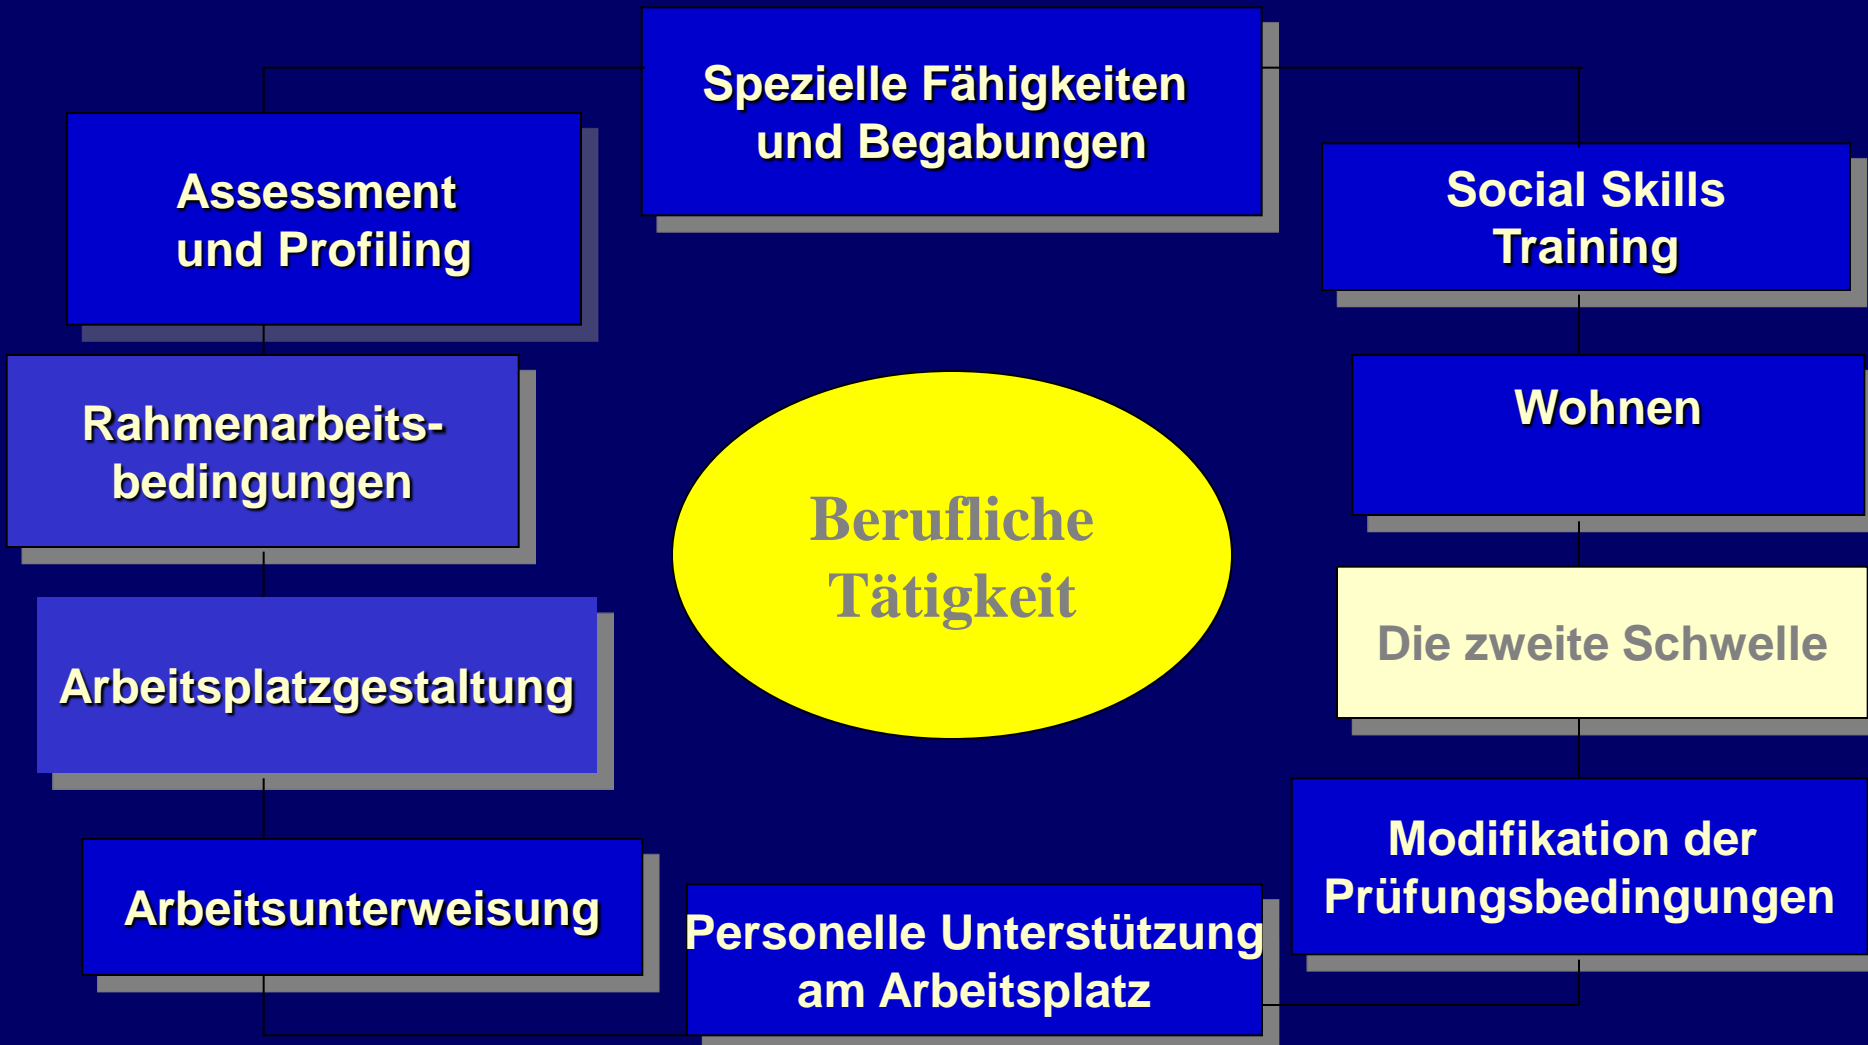 Spezielle Fähigkeiten
und Begabungen
Assessment
und Profiling
Social Skills
Training
Rahmenarbeits-
bedingungen
Wohnen
Berufliche
Tätigkeit
Die zweite Schwelle
Arbeitsplatzgestaltung
Modifikation der
Prüfungsbedingungen
Arbeitsunterweisung
Personelle Unterstützung
am Arbeitsplatz